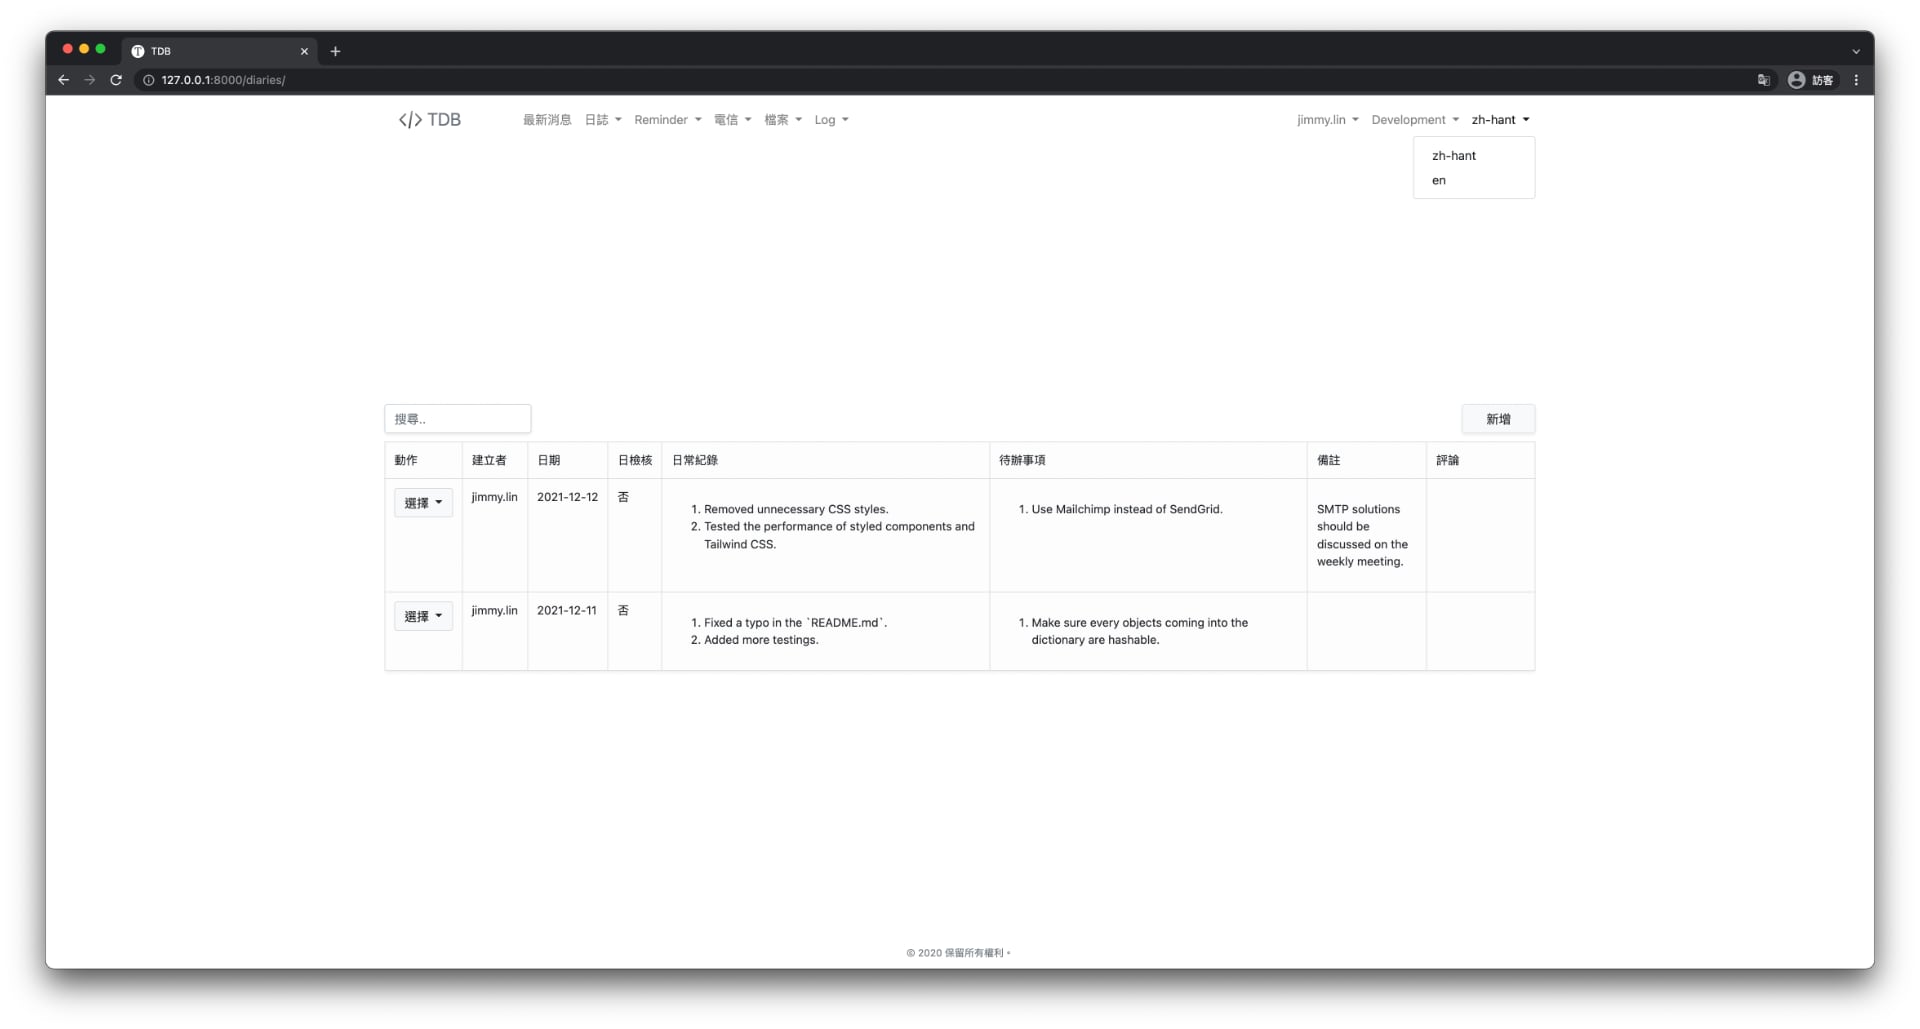 TDB
127.0.0.1:8000/diaries/
訪客
</> TDB
最新消息 日誌 Reminder 電信 檔案 Log
jimmy.lin Development zh-hant
zh-hant
en
搜尋..
新增
動作 建立者 日期 日檢核 日常紀錄 待辦事項 備註 評論
選擇 jimmy.lin 2021-12-12 否
1. Removed unnecessary CSS styles.
2. Tested the performance of styled components and
Tailwind CSS.
1. Use Mailchimp instead of SendGrid.
SMTP solutions
should be
discussed on the
weekly meeting.
選擇 jimmy.lin 2021-12-11 否
1. Fixed a typo in the `README.md`.
2. Added more testings.
1. Make sure every objects coming into the
dictionary are hashable.
© 2020 保留所有權利。